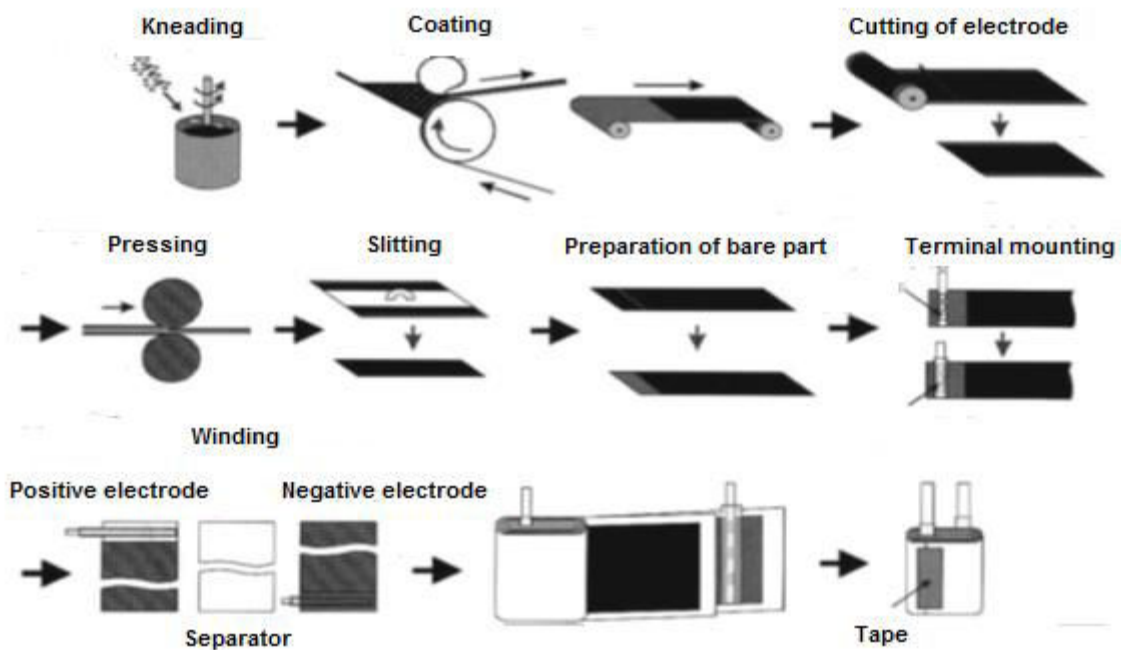 Kneading
Coating
Cutting of electrode
Pressing
Slitting
Preparation of bare part
Terminal mounting
Winding
Positive electrode
Negative electrode
Separator
Tape